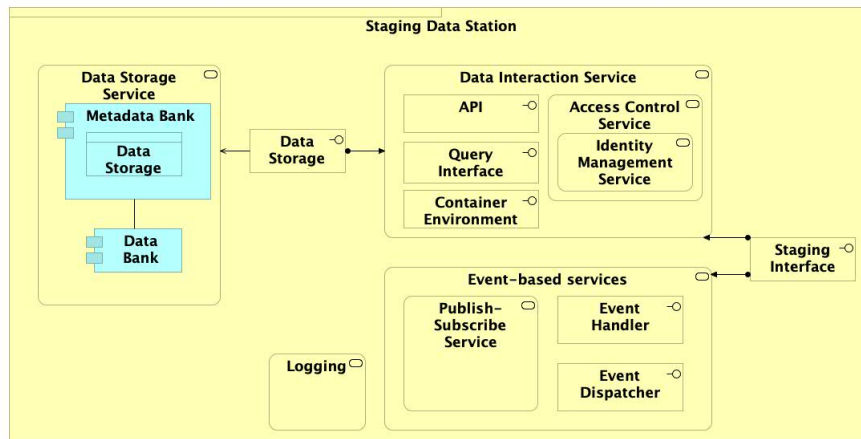 Staging Data Station
Data Storage
Service
Metadata Bank
Data
Storage
Data
Bank
Data
Storage
Data Interaction Service
API
Query
Interface
Container
Environment
Access Control
Service
Identity
Management
Service
Staging
Interface
Event-based services
Publish-
Subscribe
Service
Event
Handler
Event
Dispatcher
Logging